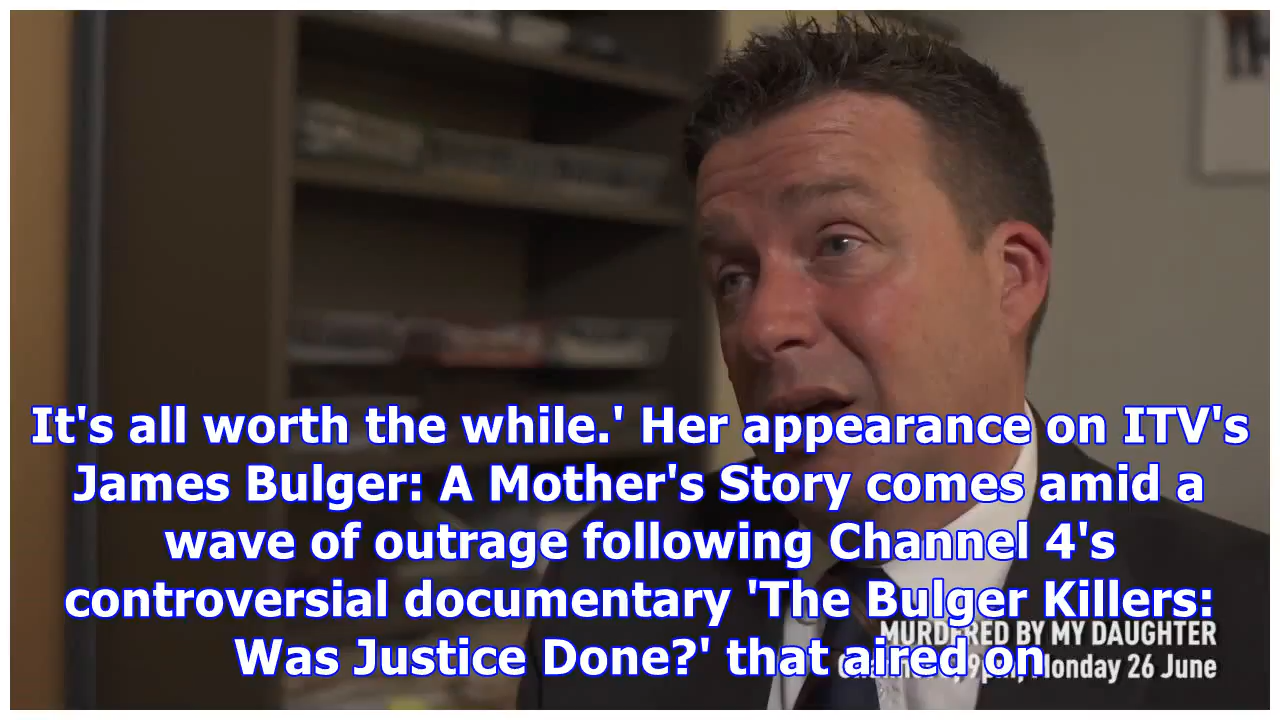 It's all worth the while.' Her appearance on ITV's
James Bulger: A Mother's Story comes amid a
wave of outrage following Channel 4's
controversial documentary 'The Bulger Killers:
Was Justice Done?' that aired on
MURDERED BY MY DAUGHTER
9pm, Monday 26 June